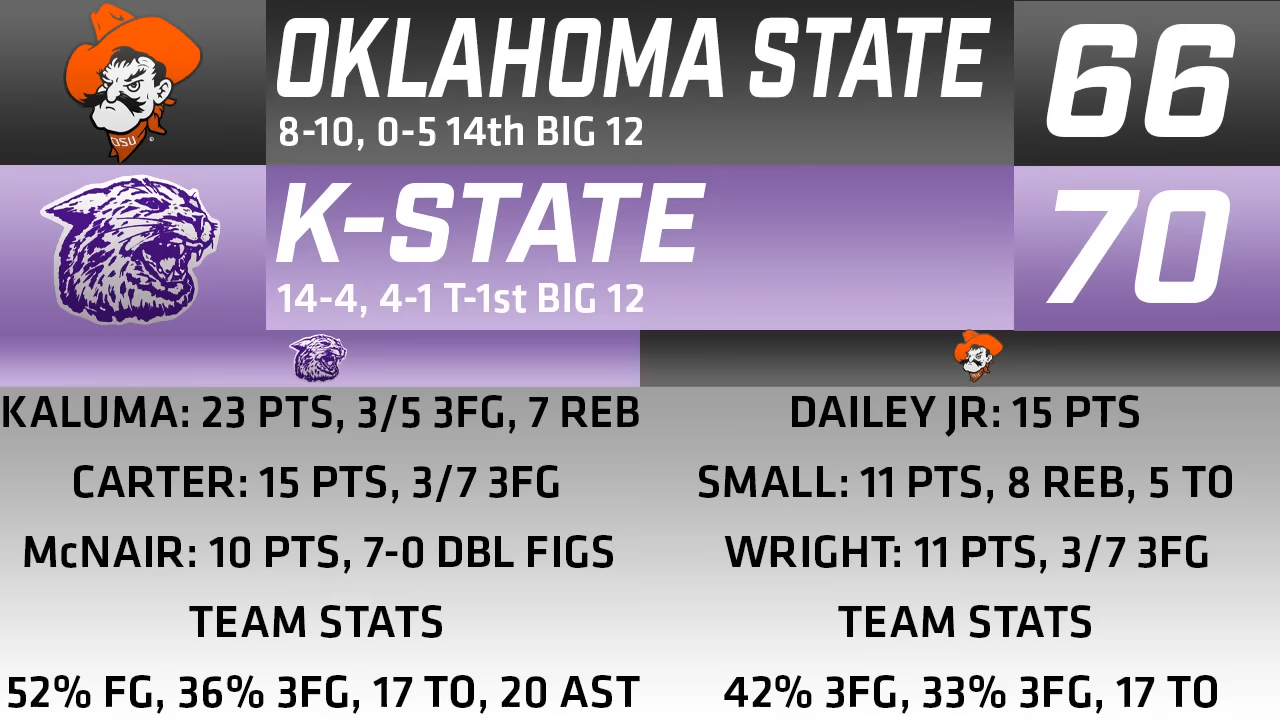 OKLAHOMA STATE
66
8-10, 0-5 14th BIG 12
OSU
K-STATE
70
14-4, 4-1 T-1st BIG 12
KALUMA: 23 PTS, 3/5 3FG, 7 REB
CARTER: 15 PTS, 3/7 3FG
McNAIR: 10 PTS, 7-0 DBL FIGS
TEAM STATS
52% FG, 36% 3FG, 17 TO, 20 AST
DAILEY JR: 15 PTS
SMALL: 11 PTS, 8 REB, 5 TO
WRIGHT: 11 PTS, 3/7 3FG
TEAM STATS
42% 3FG, 33% 3FG, 17 TO